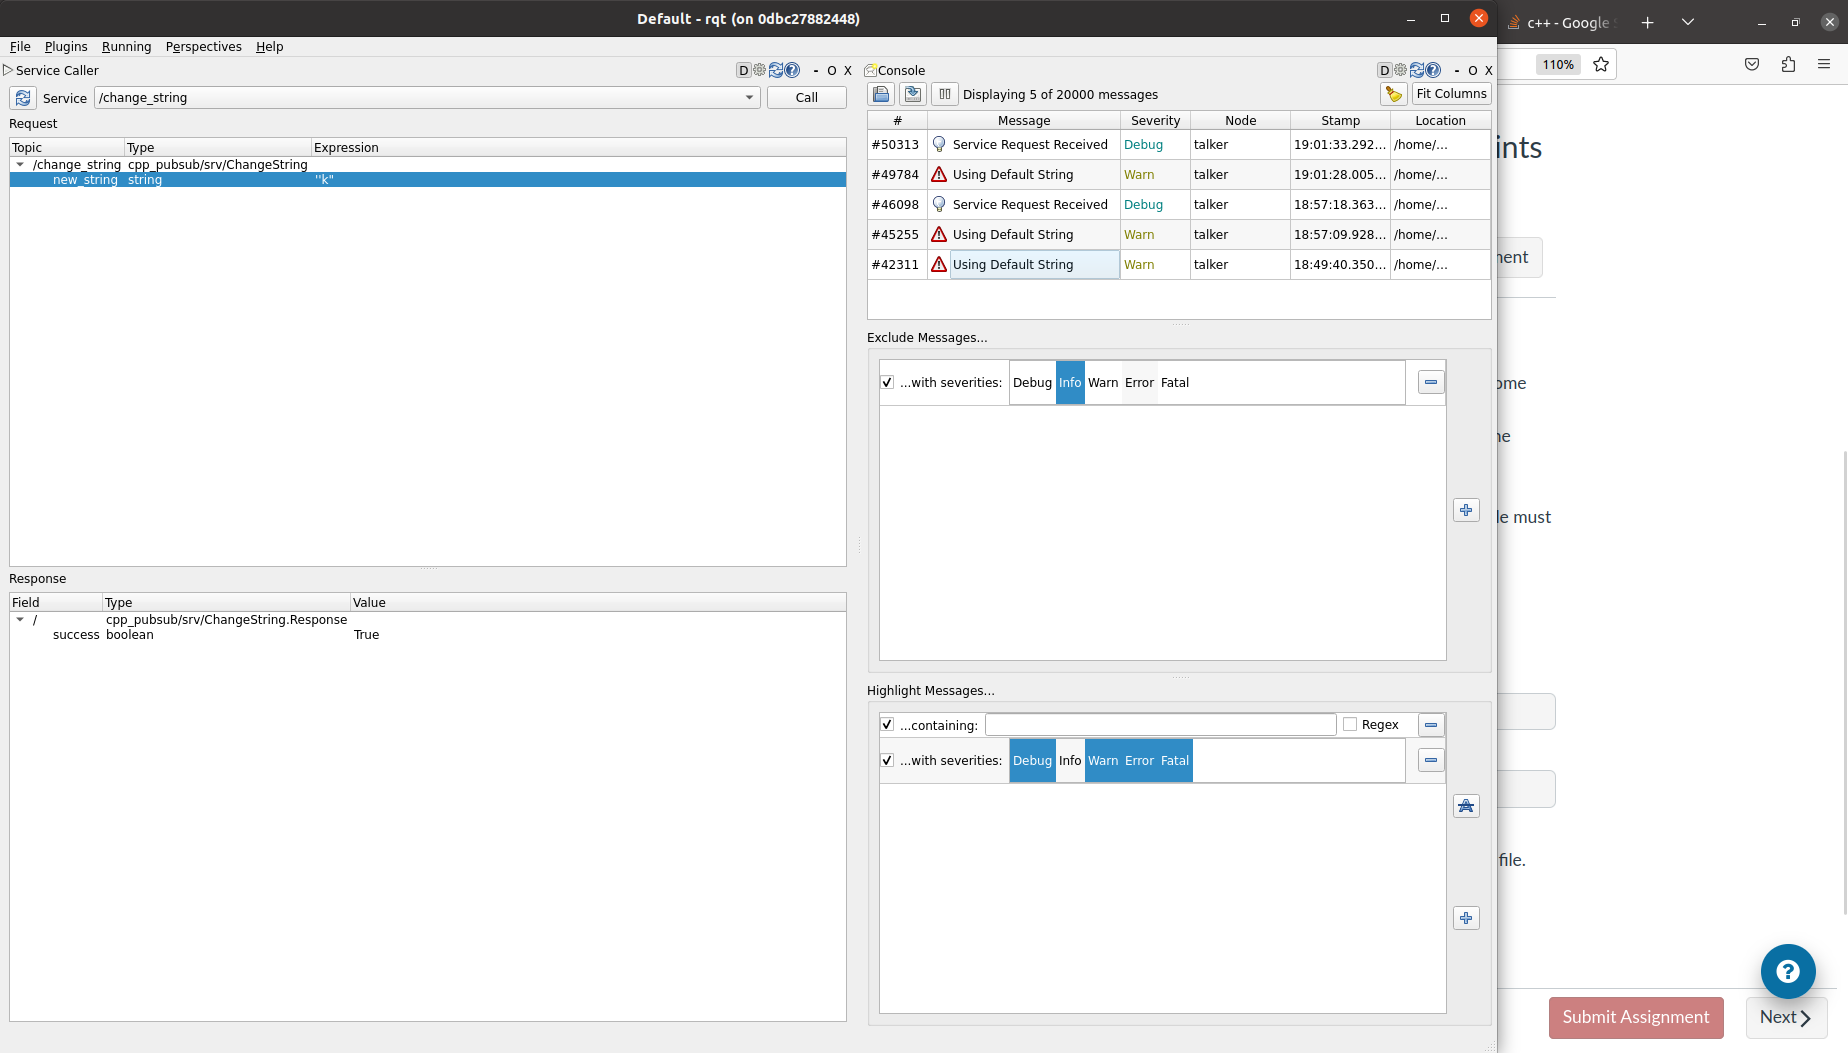 Default - rqt (on 0dbc27882448)
c++ - Google
File Plugins Running Perspectives Help
110%
Service Caller
D - O X
Service /change_string Call
Request
Topic Type Expression
/change_string cpp_pubsub/srv/ChangeString
new_string string ''k"
Response
Field Type Value
/ cpp_pubsub/srv/ChangeString.Response
success boolean True
Console
D - O X
Displaying 5 of 20000 messages Fit Columns
# Message Severity Node Stamp Location
#50313 Service Request Received Debug talker 19:01:33.292... /home/...
#49784 Using Default String Warn talker 19:01:28.005... /home/...
#46098 Service Request Received Debug talker 18:57:18.363... /home/...
#45255 Using Default String Warn talker 18:57:09.928... /home/...
#42311 Using Default String Warn talker 18:49:40.350... /home/...
Exclude Messages...
...with severities: Debug Info Warn Error Fatal
Highlight Messages...
...containing: Regex
...with severities: Debug Info Warn Error Fatal
ints
ment
ome
ne
le must
file.
Submit Assignment Next